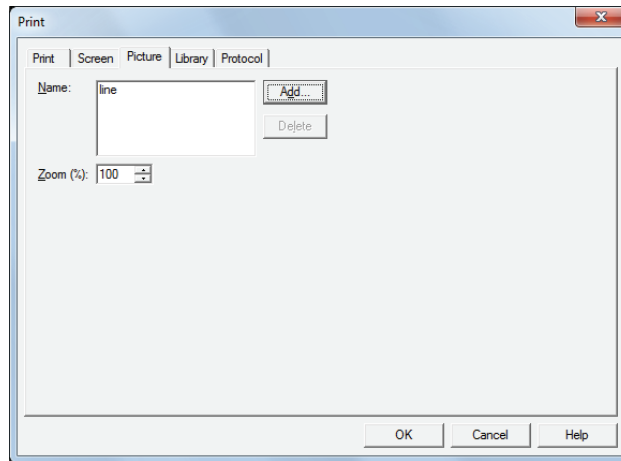 Print
X
Print Screen Picture Library Protocol
Name: line Add...
Delete
Zoom (%): 100
OK Cancel Help